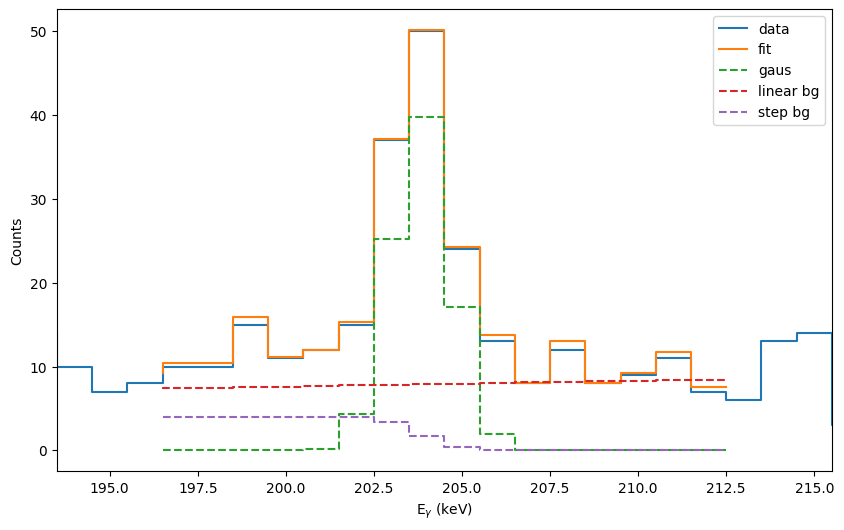 50
40
30
20
10
0
Counts
195.0 197.5 200.0 202.5 205.0 207.5 210.0 212.5 215.0
Eγ (keV)
data
fit
gaus
linear bg
step bg